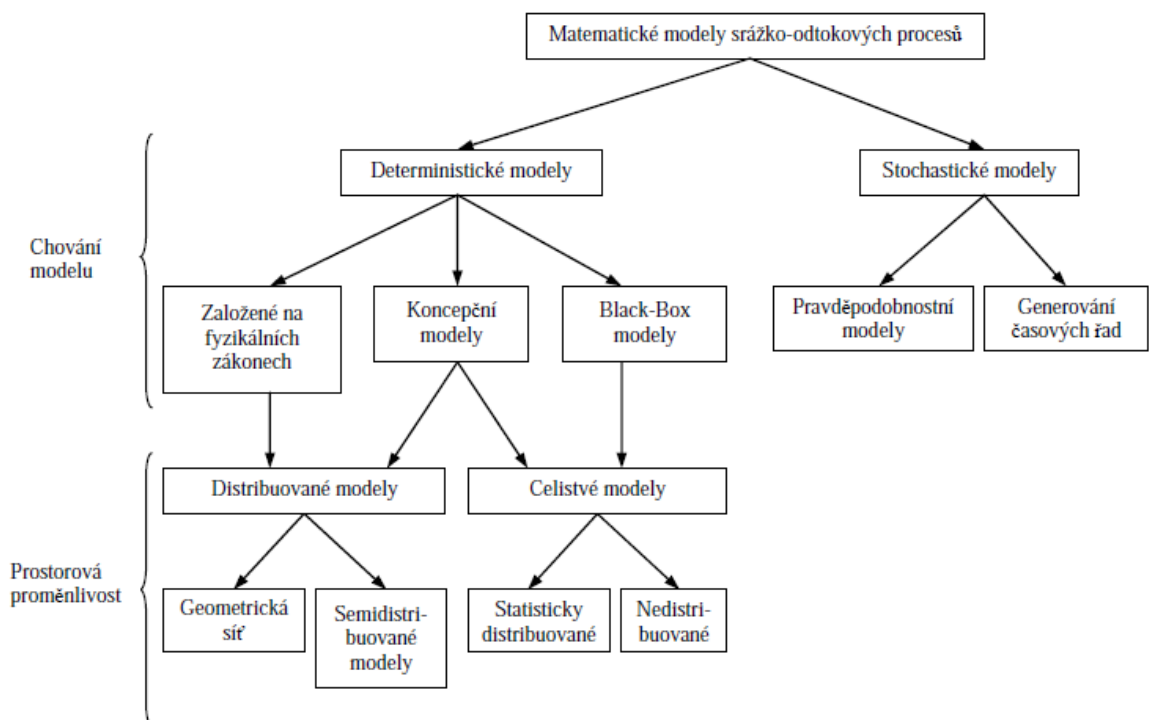 Matematické modely srážko-odtokových procesů
Deterministické modely
Stochastické modely
Chování
modelu
Založené na
fyzikálních
zákonech
Koncepční
modely
Black-Box
modely
Pravděpodobnostní
modely
Generování
časových řad
Distribuované modely
Celistvé modely
Prostorová
proměnlivost
Geometrická
síť
Semidistri-
buované
modely
Statisticky
distribuované
Nedistri-
buované